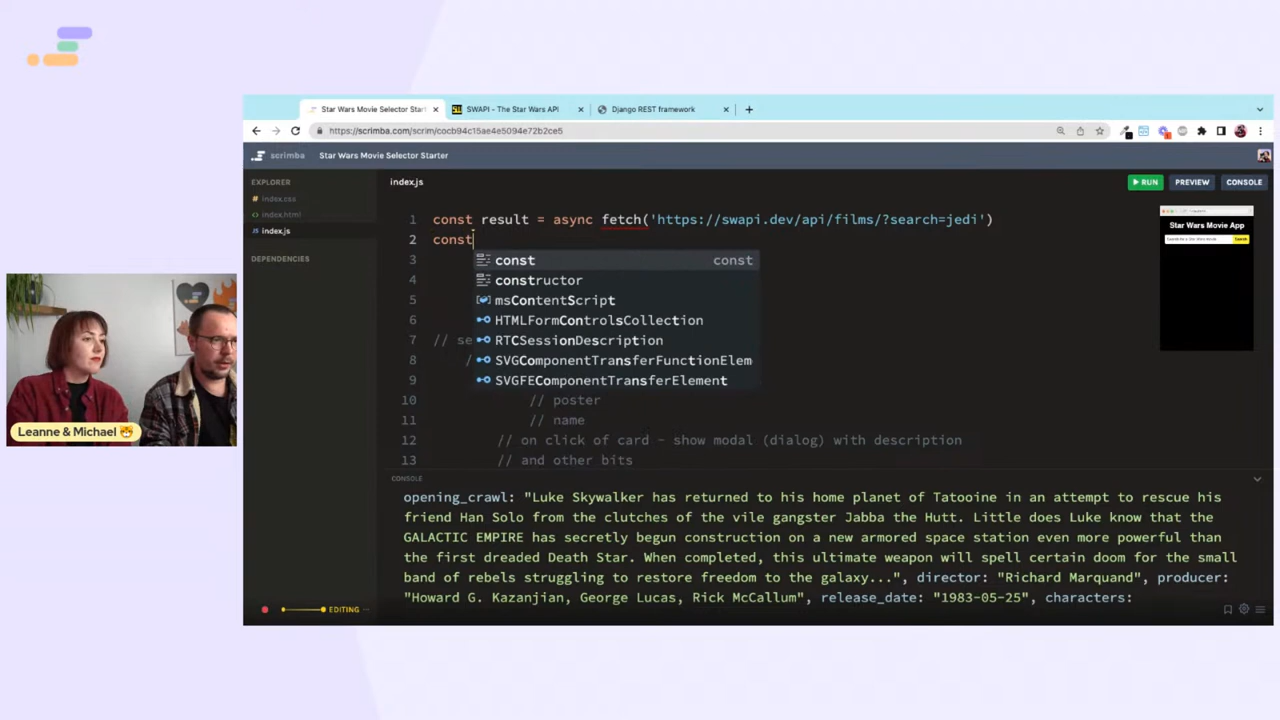 Star Wars Movie Selector Start
SWAPI - The Star Wars API
Django REST framework
https://scrimba.com/scrim/cocb94c15ae4e5094e72b2ce5
scrimba
Star Wars Movie Selector Starter
EXPLORER
index.css
index.html
index.js
DEPENDENCIES
index.js
RUN
PREVIEW
CONSOLE
1 const result = async fetch('https://swapi.dev/api/films/?search=jedi')
2 const
3
4
5
6
7 // se
8 /
9
10 // poster
11 // name
12 // on click of card - show modal (dialog) with description
13 // and other bits
const const
constructor
msContentScript
HTMLFormControlsCollection
RTCSessionDescription
SVGComponentTransferFunctionElem
SVGFEComponentTransferElement
Star Wars Movie App
CONSOLE
opening_crawl: "Luke Skywalker has returned to his home planet of Tatooine in an attempt to rescue his
friend Han Solo from the clutches of the vile gangster Jabba the Hutt. Little does Luke know that the
GALACTIC EMPIRE has secretly begun construction on a new armored space station even more powerful than
the first dreaded Death Star. When completed, this ultimate weapon will spell certain doom for the small
band of rebels struggling to restore freedom to the galaxy...", director: "Richard Marquand", producer:
"Howard G. Kazanjian, George Lucas, Rick McCallum", release_date: "1983-05-25", characters:
EDITING
Leanne & Michael